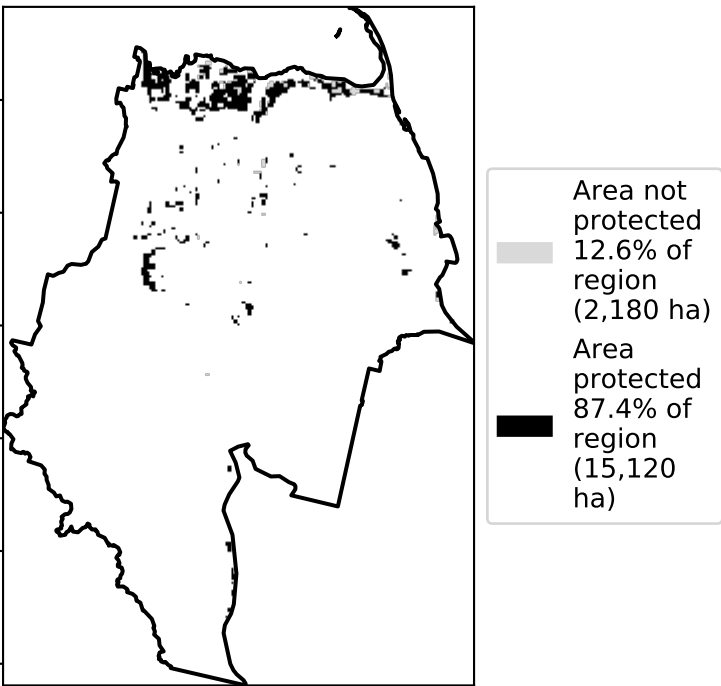 Area not
protected
12.6% of
region
(2,180 ha)
Area
protected
87.4% of
region
(15,120
ha)